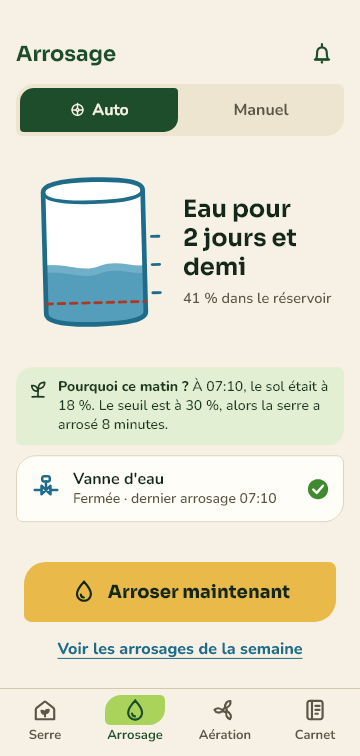 Arrosage
Auto
Manuel
Eau pour
2 jours et
demi
41 % dans le réservoir
Pourquoi ce matin ? À 07:10, le sol était à
18 %. Le seuil est à 30 %, alors la serre a
arrosé 8 minutes.
Vanne d'eau
Fermée · dernier arrosage 07:10
Arroser maintenant
Voir les arrosages de la semaine
Serre
Arrosage
Aération
Carnet